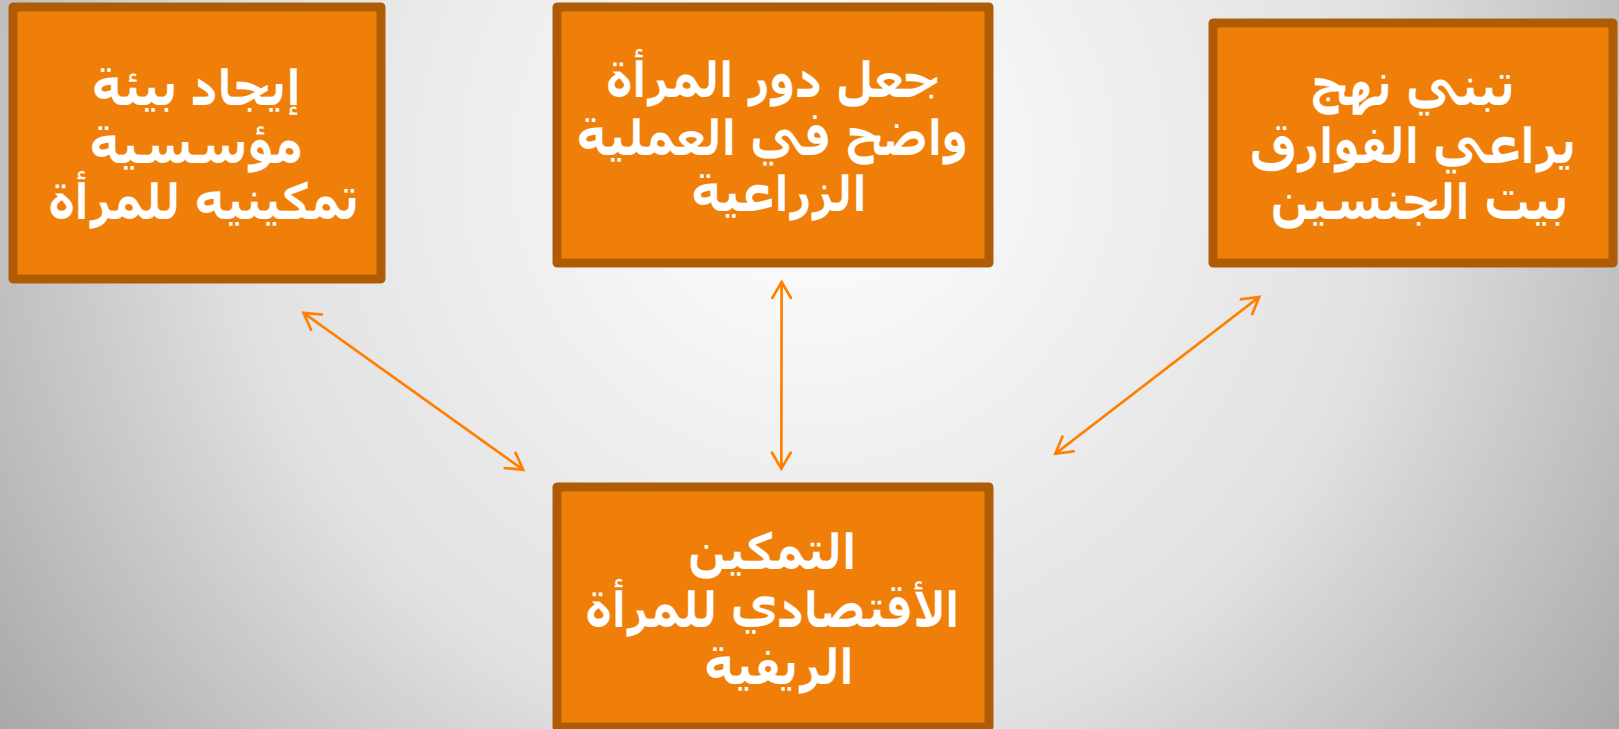 تبني نهج
يراعي الفوارق
بيت الجنسين
جعل دور المرأة
واضح في العملية
الزراعية
إيجاد بيئة
مؤسسية
تمكينيه للمرأة
التمكين
الأقتصادي للمرأة
الريفية